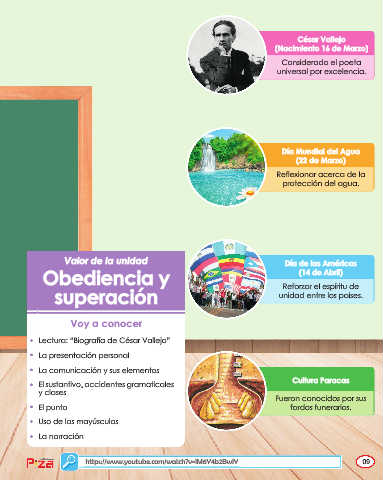 César Vallejo
(Nacimiento 16 de Marzo)
Considerado el poeta
universal por excelencia.
Día Mundial del Agua
(22 de Marzo)
Reflexionar acerca de la
protección del agua.
Día de las Américas
(14 de Abril)
Reforzar el espíritu de
unidad entre los países.
Cultura Paracas
Fueron conocidos por sus
fardos funerarios.
Valor de la unidad
Obediencia y
superación
Voy a conocer
• Lectura: "Biografía de César Vallejo"
• La presentación personal
• La comunicación y sus elementos
• El sustantivo, accidentes gramaticales
y clases
• El punto
• Uso de las mayúsculas
• La narración
https://www.youtube.com/watch?v=
09